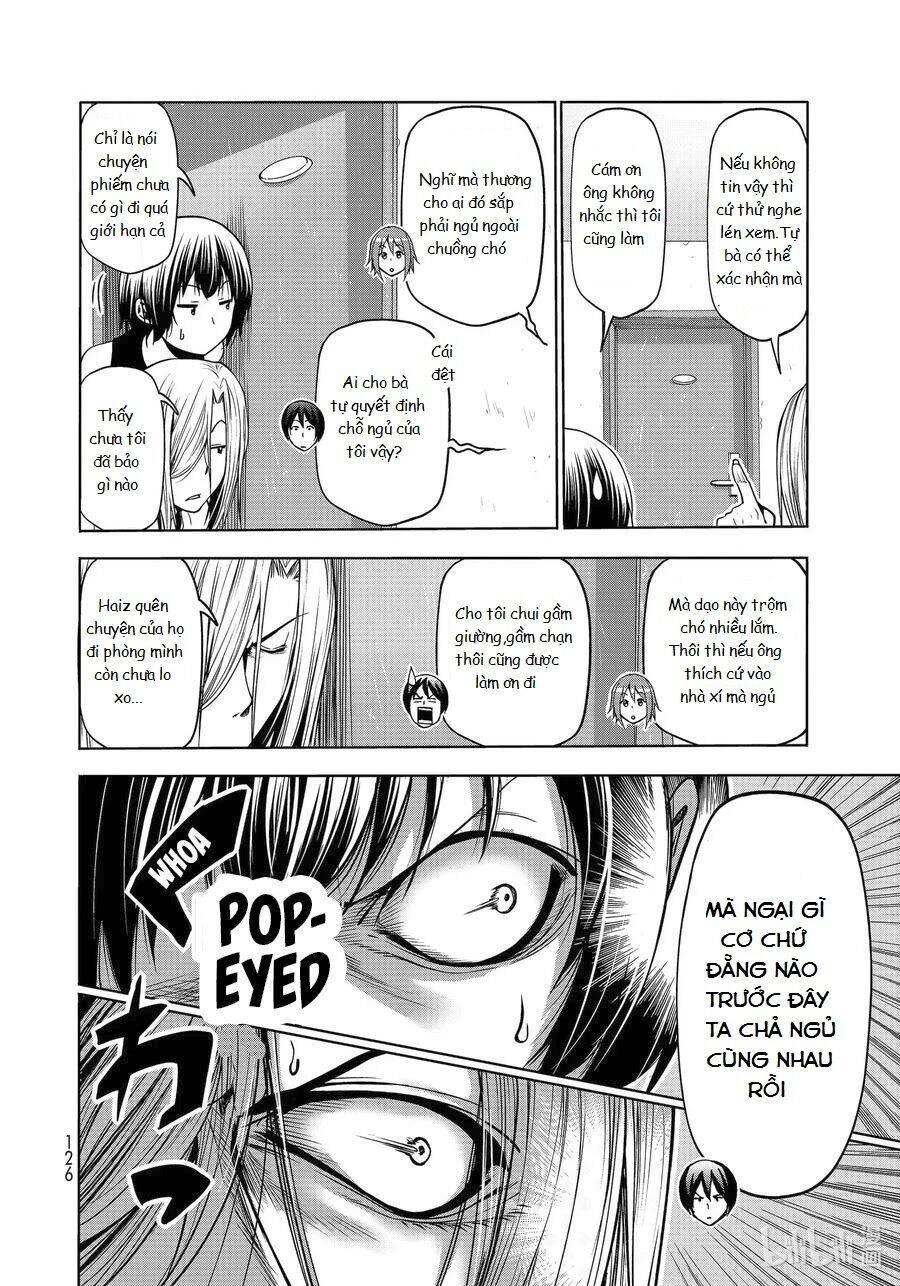 Nếu không
tin vậy thì
cứ thử nghe
lén xem.Tự
bà có thể
xác nhận mà
Cám ơn
ông không
nhắc thì tôi
cũng làm
Nghĩ mà thương
cho ai đó sắp
phải ngủ ngoài
chuồng chó
Cái
đệt
Ai cho bà
tự quyết định
chỗ ngủ của
tôi vậy?
Chỉ là nói
chuyện
phiếm chưa
có gì đi quá
giới hạn cả
Thấy
chưa tôi
đã bảo
gì nào
Mà dạo này trộm
chó nhiều lắm.
Thôi thì nếu ông
thích cứ vào
nhà xí mà ngủ
Cho tôi chui gầm
giường,gầm chạn
thôi cũng được
làm ơn đi
Haiz quên
chuyện của họ
đi phòng mình
còn chưa lo
xo...
MÀ NGẠI GÌ
CƠ CHỨ
ĐẰNG NÀO
TRƯỚC ĐÂY
TA CHẢ NGỦ
CÙNG NHAU
RỒI
WHOA
POP-
EYED
わっ
126